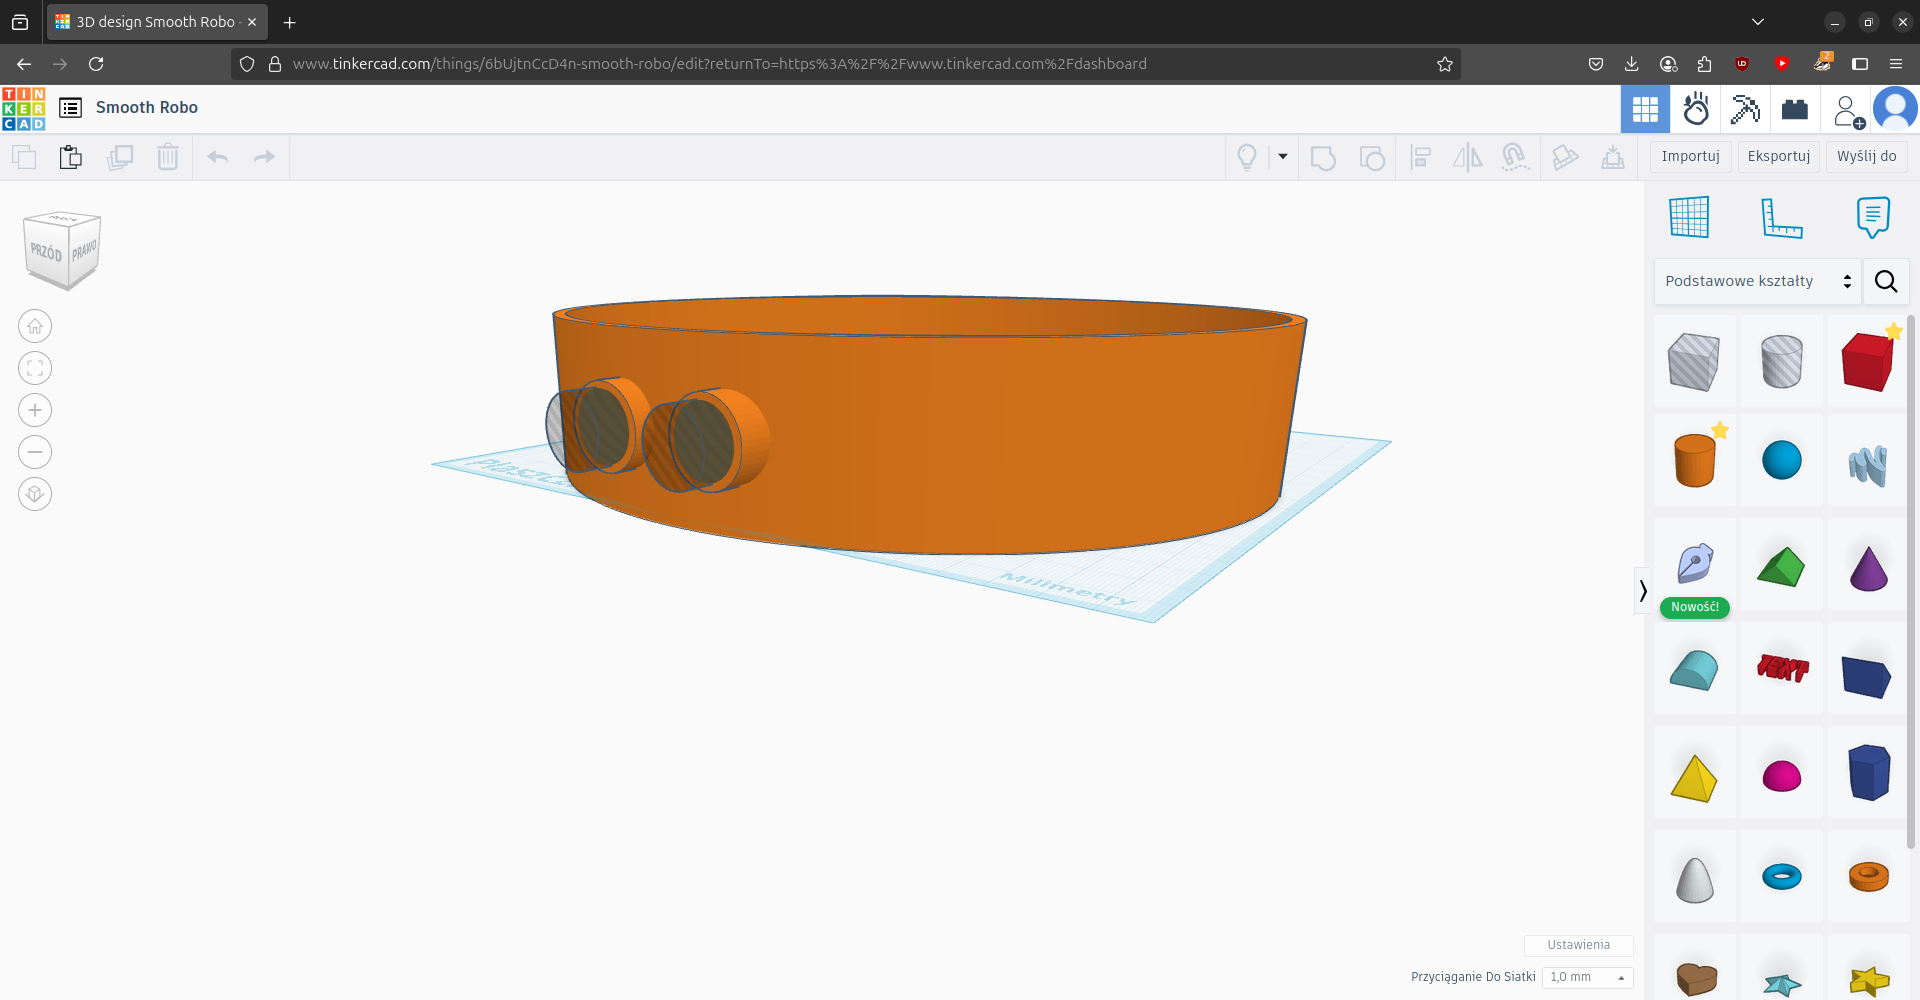 3D design Smooth Robo -
www.tinkercad.com/things/6bUjtnCcD4n-smooth-robo/edit?returnTo=https%3A%2F%2Fwww.tinkercad.com%2Fdashboard
2
TIN
KER
CAD
Smooth Robo
Importuj
Eksportuj
Wyślij do
PRZÓD
PRAWO
Podstawowe kształty
Nowość!
TEXT
Milimetry
Ustawienia
Przyciąganie Do Siatki
1,0 mm